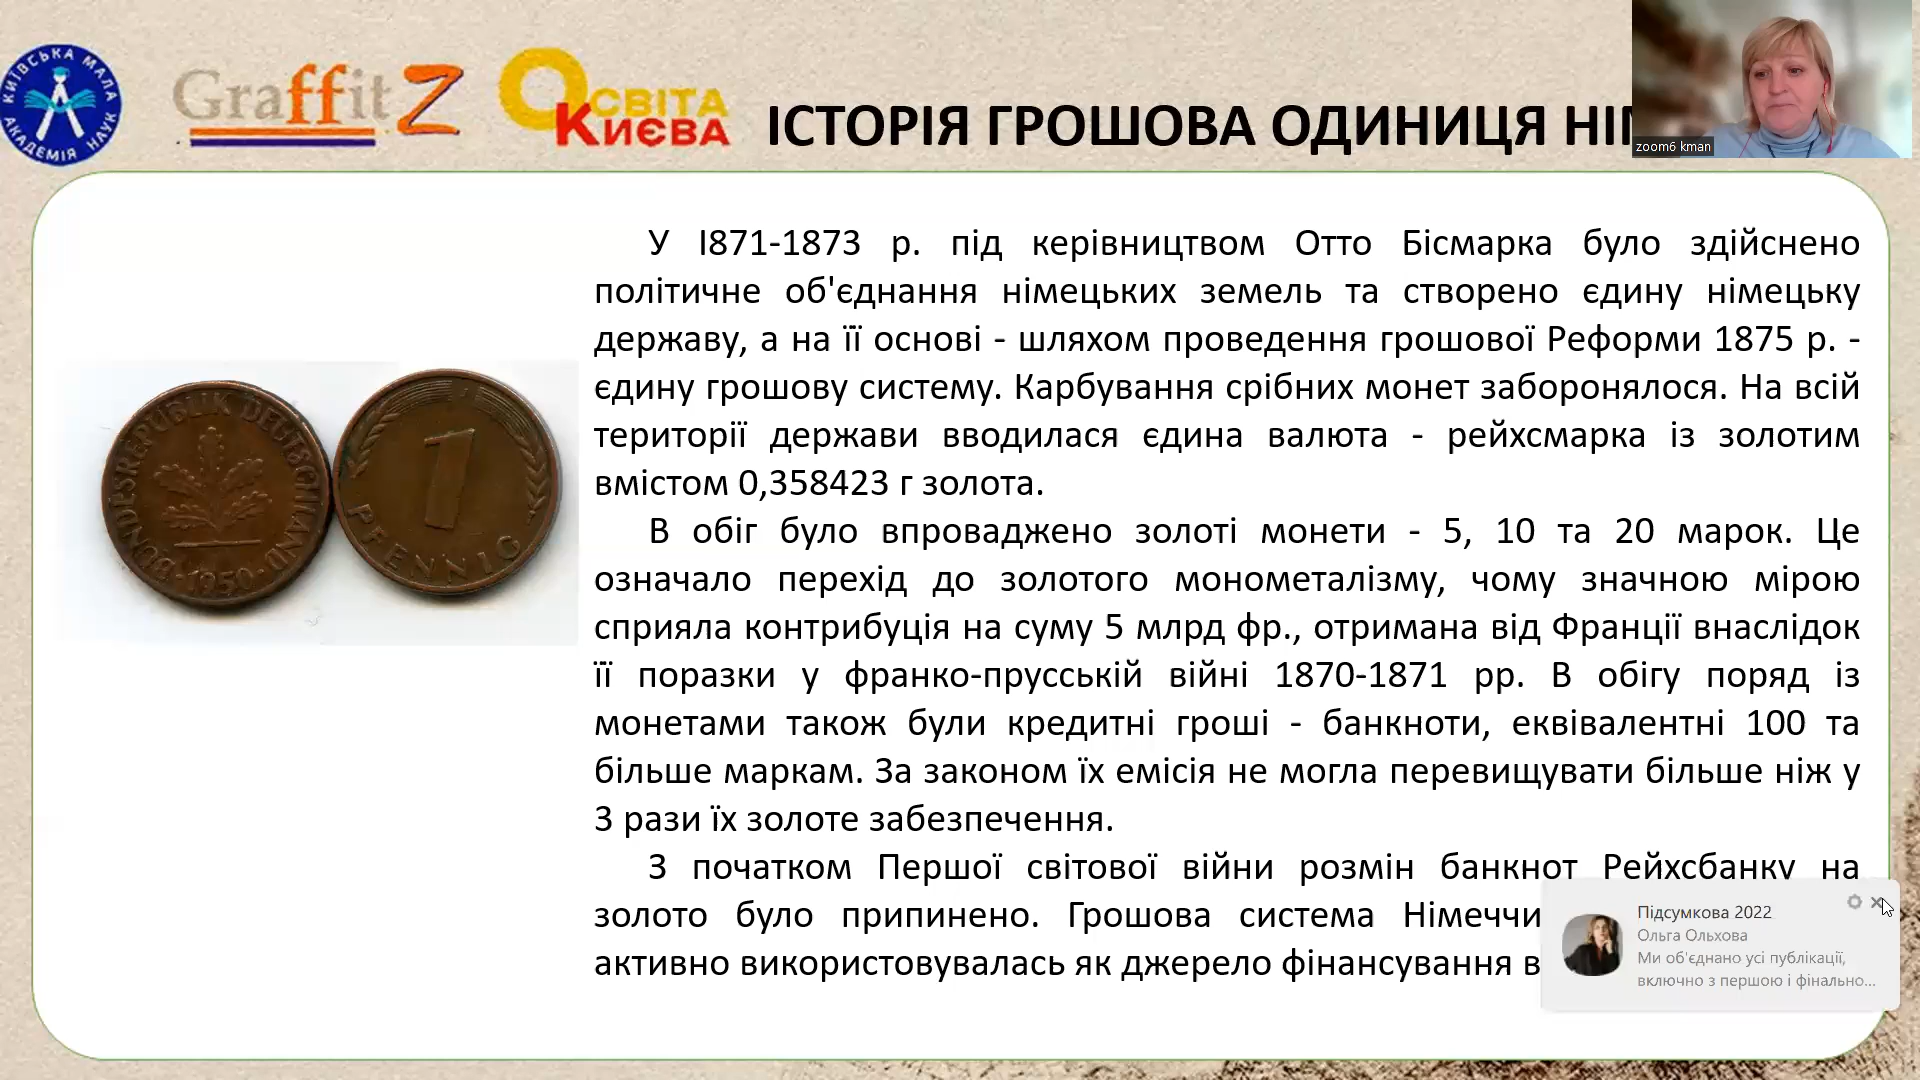 КИЇВСЬКА МАЛА АКАДЕМІЯ НАУК
GraffitZ
ОСВІТА
КИЄВА
ІСТОРІЯ ГРОШОВА ОДИНИЦЯ
zoom6 kman
У І871-1873 р. під керівництвом Отто Бісмарка було здійснено
політичне об'єднання німецьких земель та створено єдину німецьку
державу, а на її основі - шляхом проведення грошової Реформи 1875 р. -
єдину грошову систему. Карбування срібних монет заборонялося. На всій
території держави вводилася єдина валюта - рейхсмарка із золотим
вмістом 0,358423 г золота.
В обіг було впроваджено золоті монети - 5, 10 та 20 марок. Це
означало перехід до золотого монометалізму, чому значною мірою
сприяла контрибуція на суму 5 млрд фр., отримана від Франції внаслідок
її поразки у франко-прусській війні 1870-1871 рр. В обігу поряд із
монетами також були кредитні гроші - банкноти, еквівалентні 100 та
більше маркам. За законом їх емісія не могла перевищувати більше ніж у
3 рази їх золоте забезпечення.
З початком Першої світової війни розмін банкнот Рейхсбанку на
золото було припинено. Грошова система
активно використовувалась як джерело фінансування
BUNDESREPUBLIK DEUTSCHLAND
1950
1
PFENNIG
Підсумкова 2022
Ольга Ольхова
Ми об'єднано усі публікації,
включно з першою і фінально...